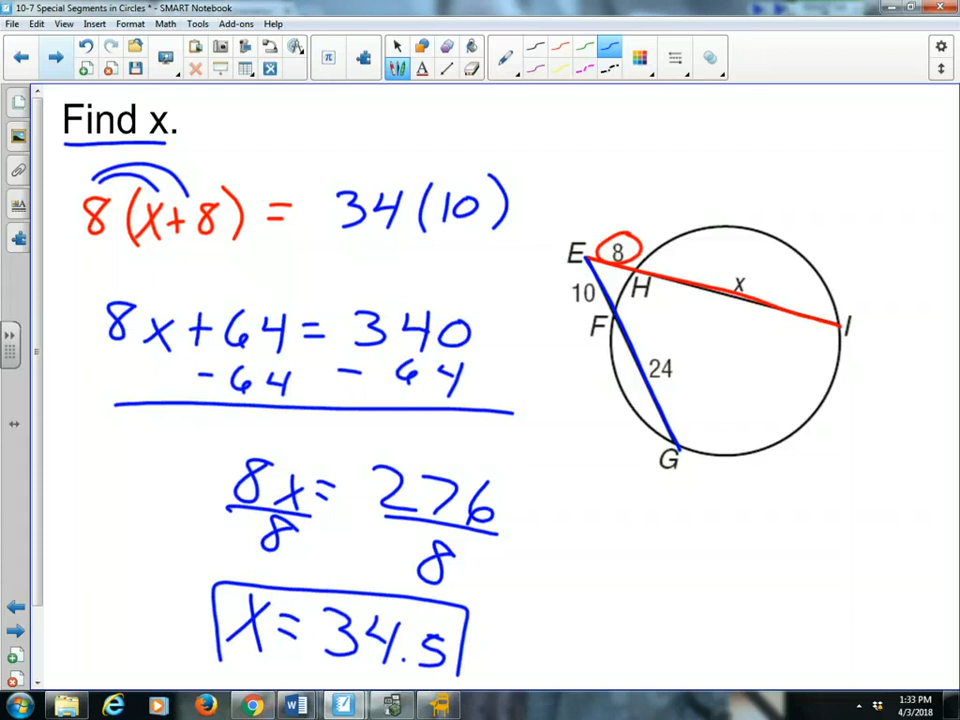 10-7 Special Segments in Circles * - SMART Notebook
File Edit View Insert Format Math Tools Add-ons Help
Find x.
8(x+8) = 34(10)
8x+64 = 340
-64 - 64
8x = 276
8 8
x = 34.5
E 8
H x
10
F I
24
G
1:33 PM
4/3/2018